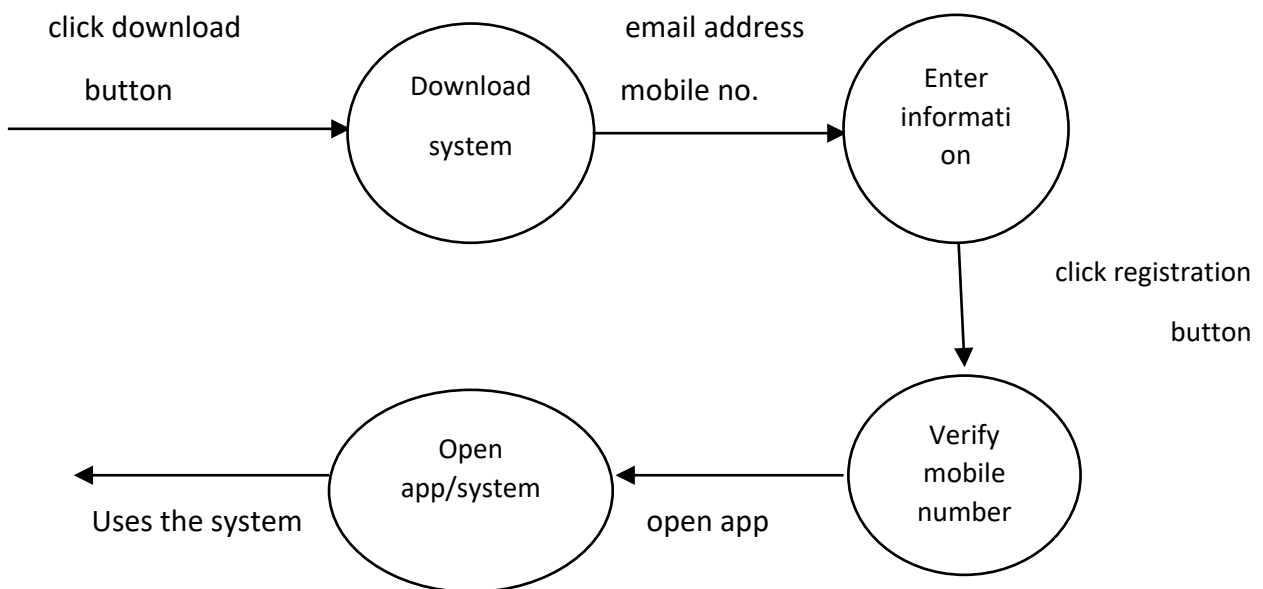 click download
button
Download
system
email address
mobile no.
Enter
informati
on
click registration
button
Verify
mobile
number
open app
Open
app/system
Uses the system